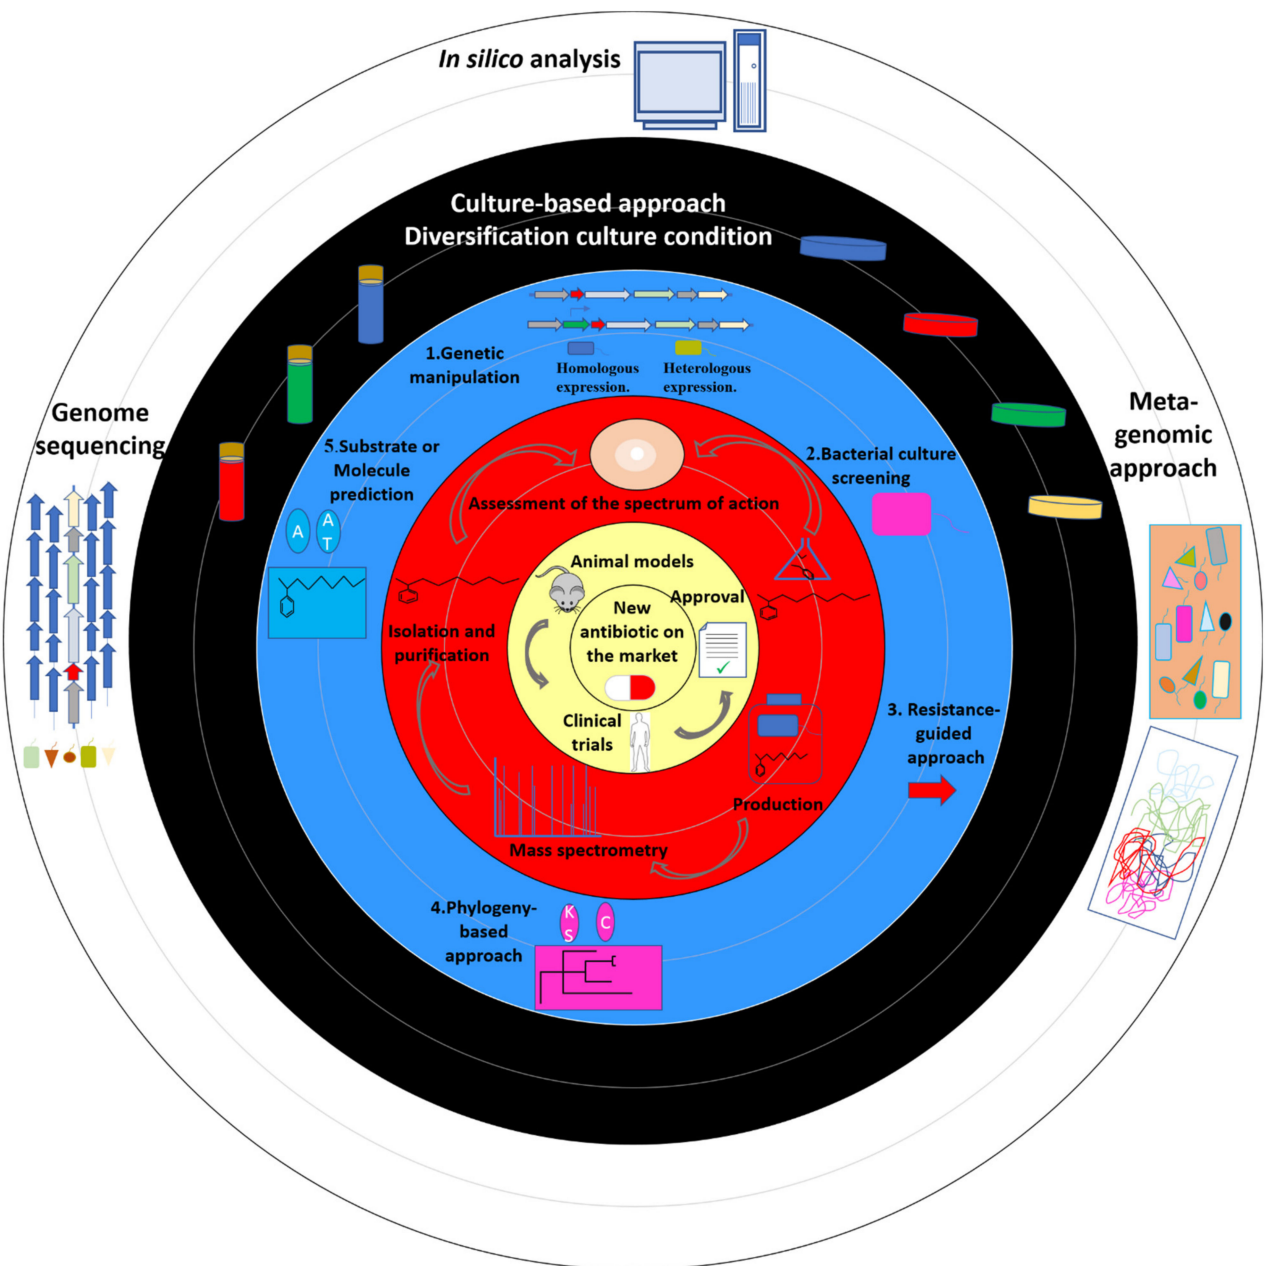 In silico analysis
Culture-based approach
Diversification culture condition
Genome
sequencing
Meta-
genomic
approach
1.Genetic
manipulation
Homologous
expression.
Heterologous
expression.
5.Substrate or
Molecule
prediction
A
A
T
2.Bacterial culture
screening
3. Resistance-
guided
approach
4.Phylogeny-
based
approach
K
S
C
Assessment of the spectrum of action
Isolation and
purification
Production
Mass spectrometry
Animal models
Approval
Clinical
trials
New
antibiotic on
the market